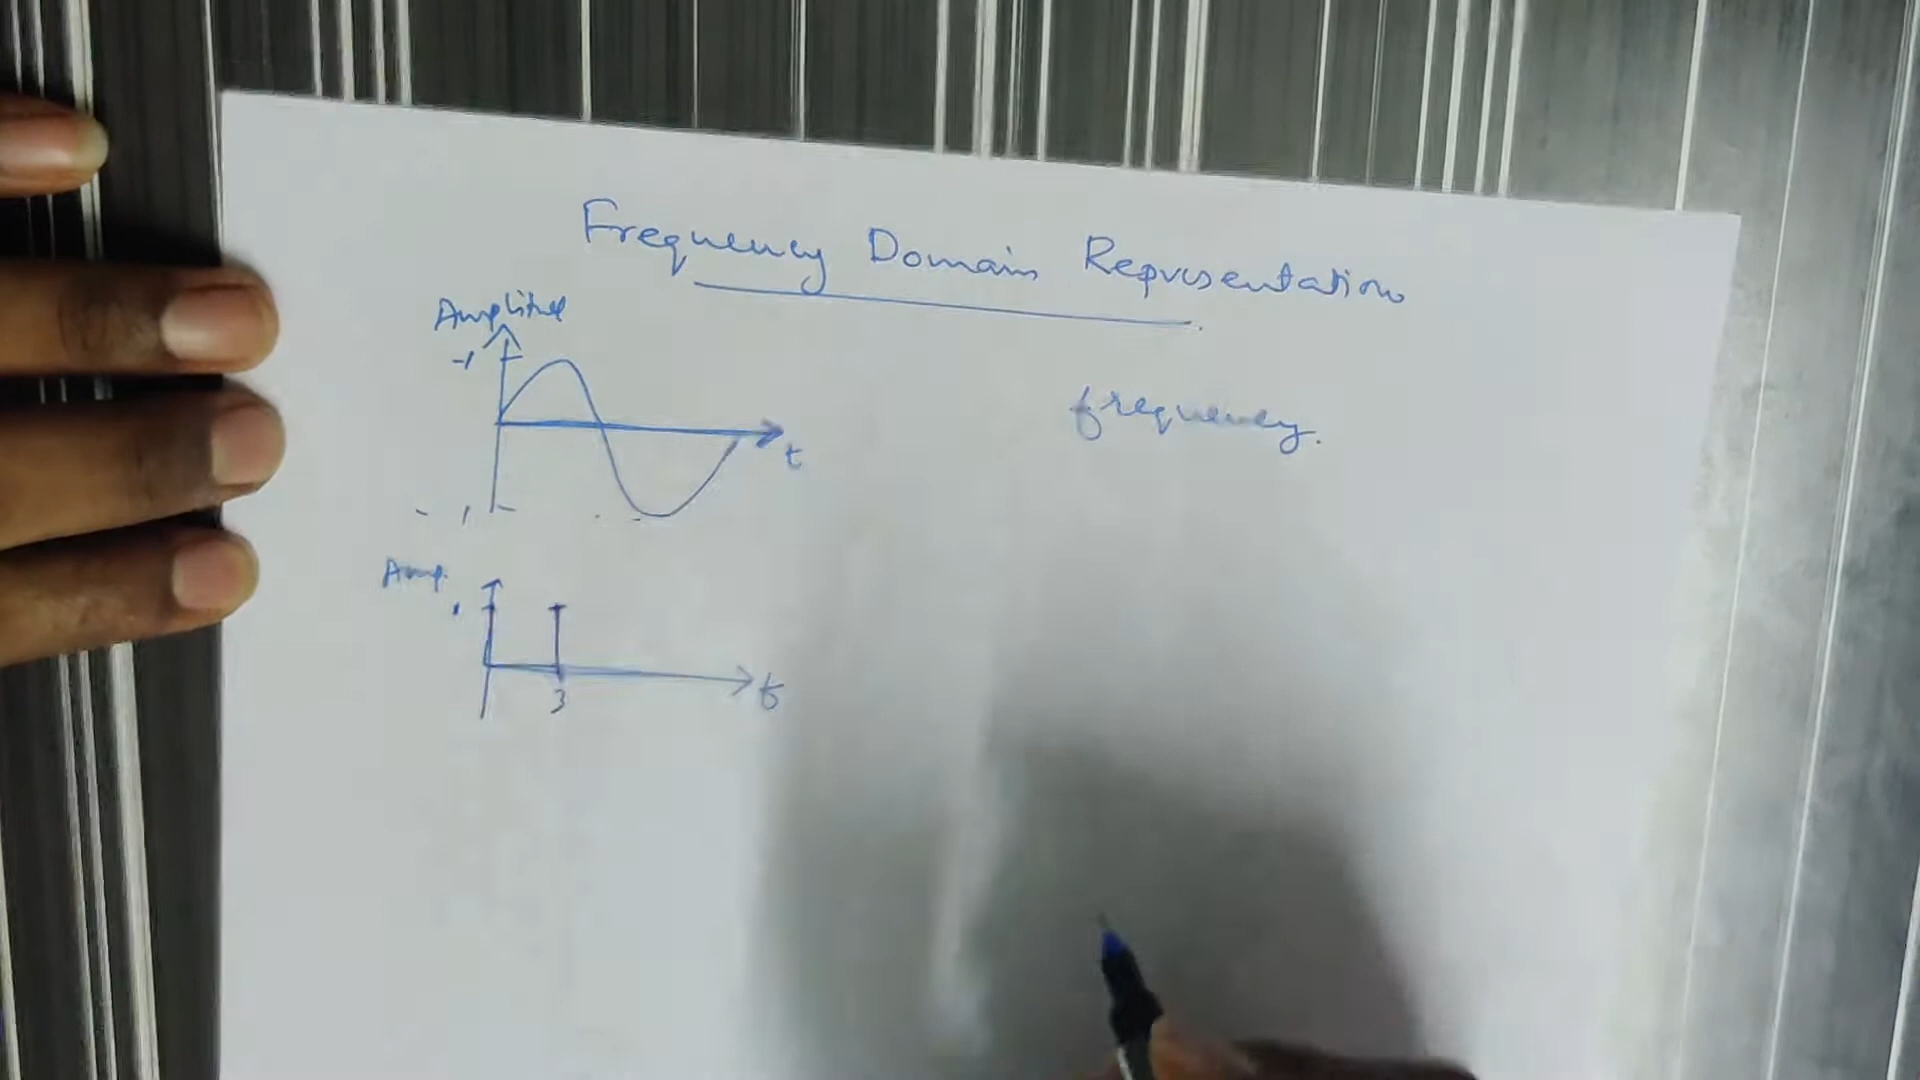 Frequency Domain Representation
Amplitude
-1
frequency.
t
- 1
Amp.
1
3